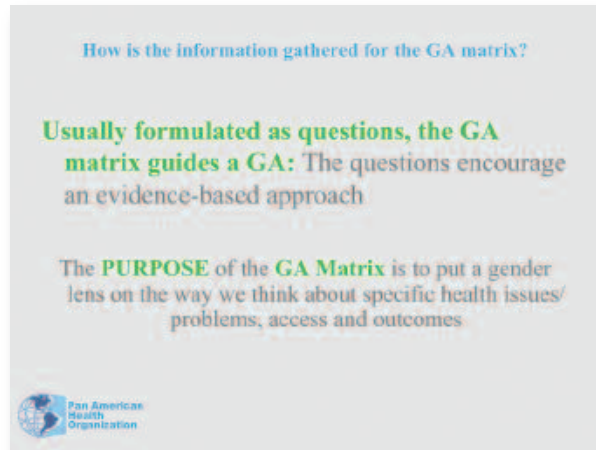 How is the information gathered for the GA matrix?
Usually formulated as questions, the GA
matrix guides a GA: The questions encourage
an evidence-based approach
The PURPOSE of the GA Matrix is to put a gender
lens on the way we think about specific health issues/
problems, access and outcomes
Pan American
Health
Organization